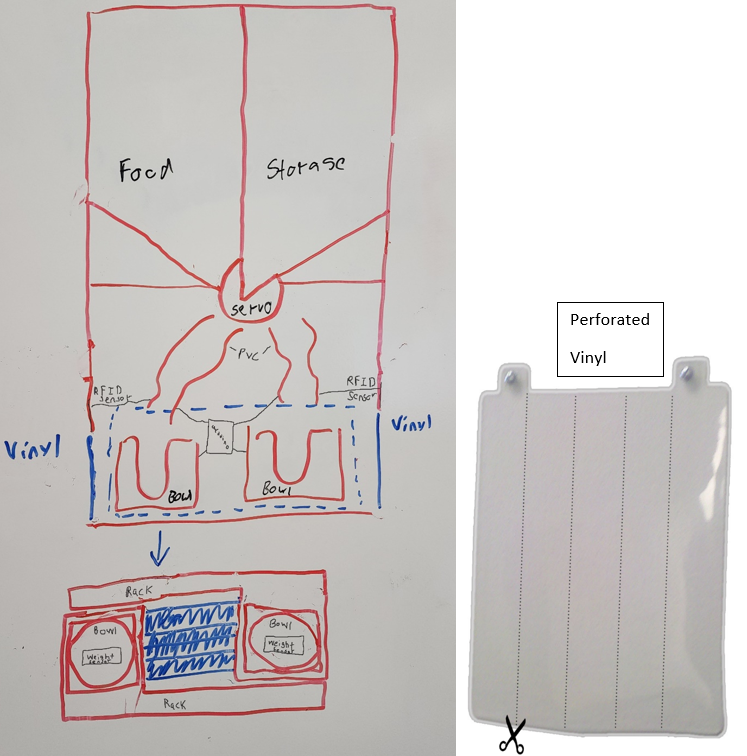 Food
Storage
servo
PVC
RFID
Sensor
RFID
Sensor
Vinyl
Vinyl
Bowl
Bowl
Rack
Bowl
Weight
Sensor
Bowl
Weight
Sensor
Rack
Perforated
Vinyl